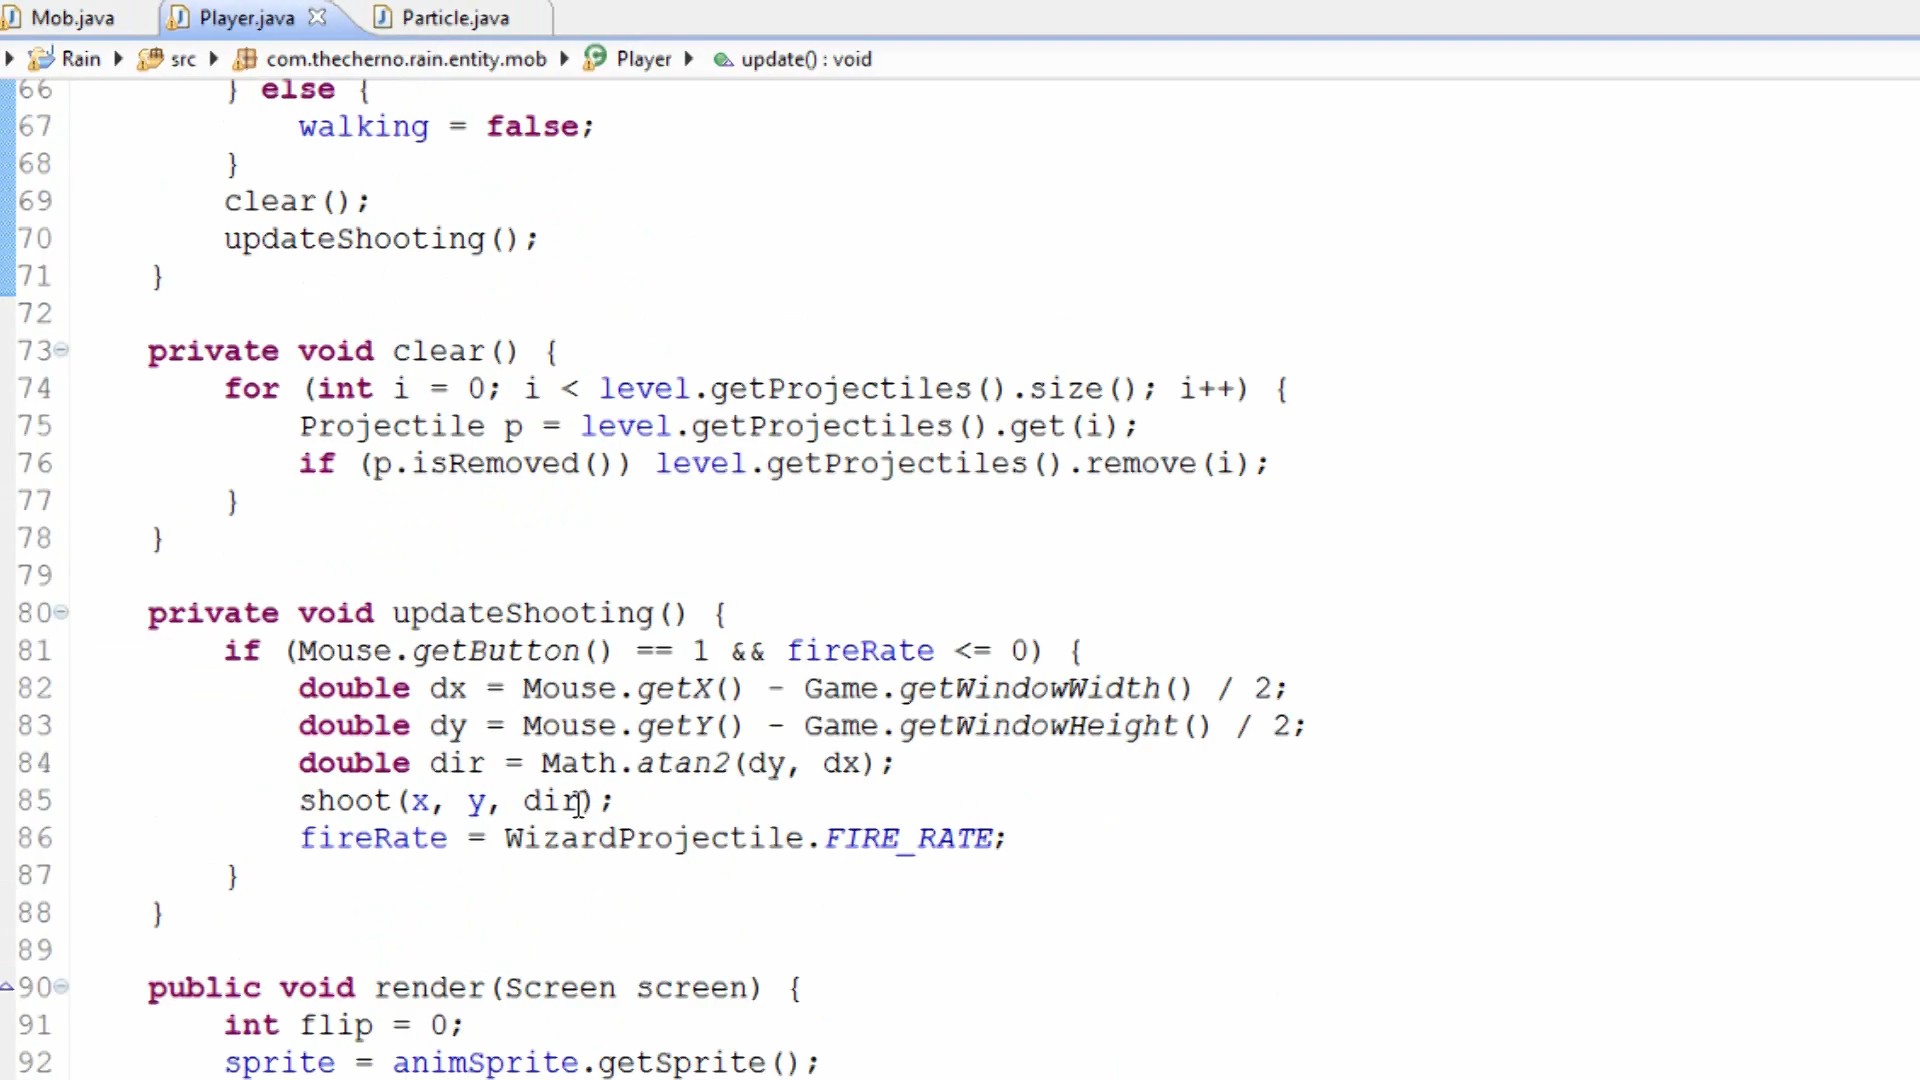 Mob.java Player.java Particle.java
Rain src com.thecherno.rain.entity.mob Player update() : void
66 } else {
67 walking = false;
68 }
69 clear();
70 updateShooting();
71 }
72
73 private void clear() {
74 for (int i = 0; i < level.getProjectiles().size(); i++) {
75 Projectile p = level.getProjectiles().get(i);
76 if (p.isRemoved()) level.getProjectiles().remove(i);
77 }
78 }
79
80 private void updateShooting() {
81 if (Mouse.getButton() == 1 && fireRate <= 0) {
82 double dx = Mouse.getX() - Game.getWindowWidth() / 2;
83 double dy = Mouse.getY() - Game.getWindowHeight() / 2;
84 double dir = Math.atan2(dy, dx);
85 shoot(x, y, dir);
86 fireRate = WizardProjectile.FIRE_RATE;
87 }
88 }
89
90 public void render(Screen screen) {
91 int flip = 0;
92 sprite = animSprite.getSprite();